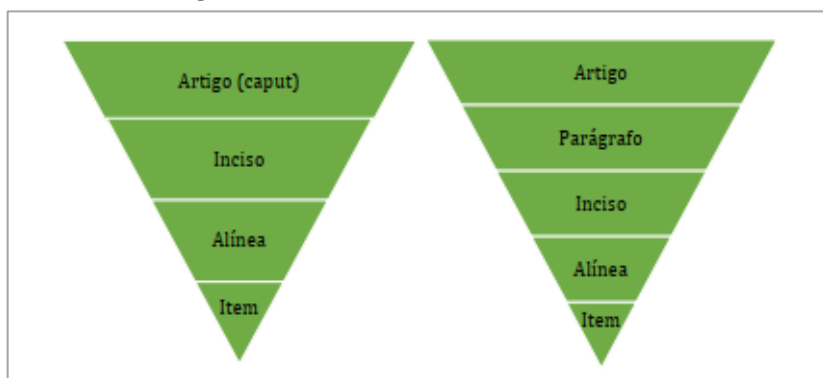 Artigo (caput)
Inciso
Alínea
Item
Artigo
Parágrafo
Inciso
Alínea
Item